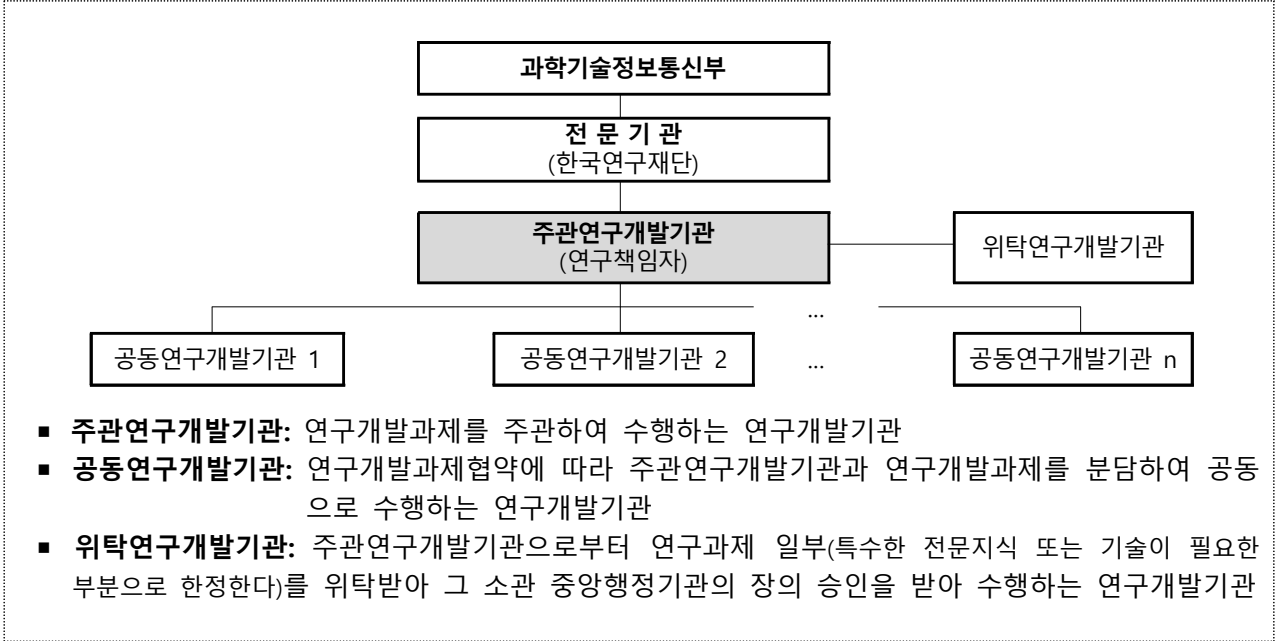 과학기술정보통신부
전 문 기 관
(한국연구재단)
주관연구개발기관
(연구책임자)
위탁연구개발기관
...
공동연구개발기관 1
공동연구개발기관 2
...
공동연구개발기관 n
▪ 주관연구개발기관: 연구개발과제를 주관하여 수행하는 연구개발기관
▪ 공동연구개발기관: 연구개발과제협약에 따라 주관연구개발기관과 연구개발과제를 분담하여 공동
으로 수행하는 연구개발기관
▪ 위탁연구개발기관: 주관연구개발기관으로부터 연구과제 일부(특수한 전문지식 또는 기술이 필요한
부분으로 한정한다)를 위탁받아 그 소관 중앙행정기관의 장의 승인을 받아 수행하는 연구개발기관